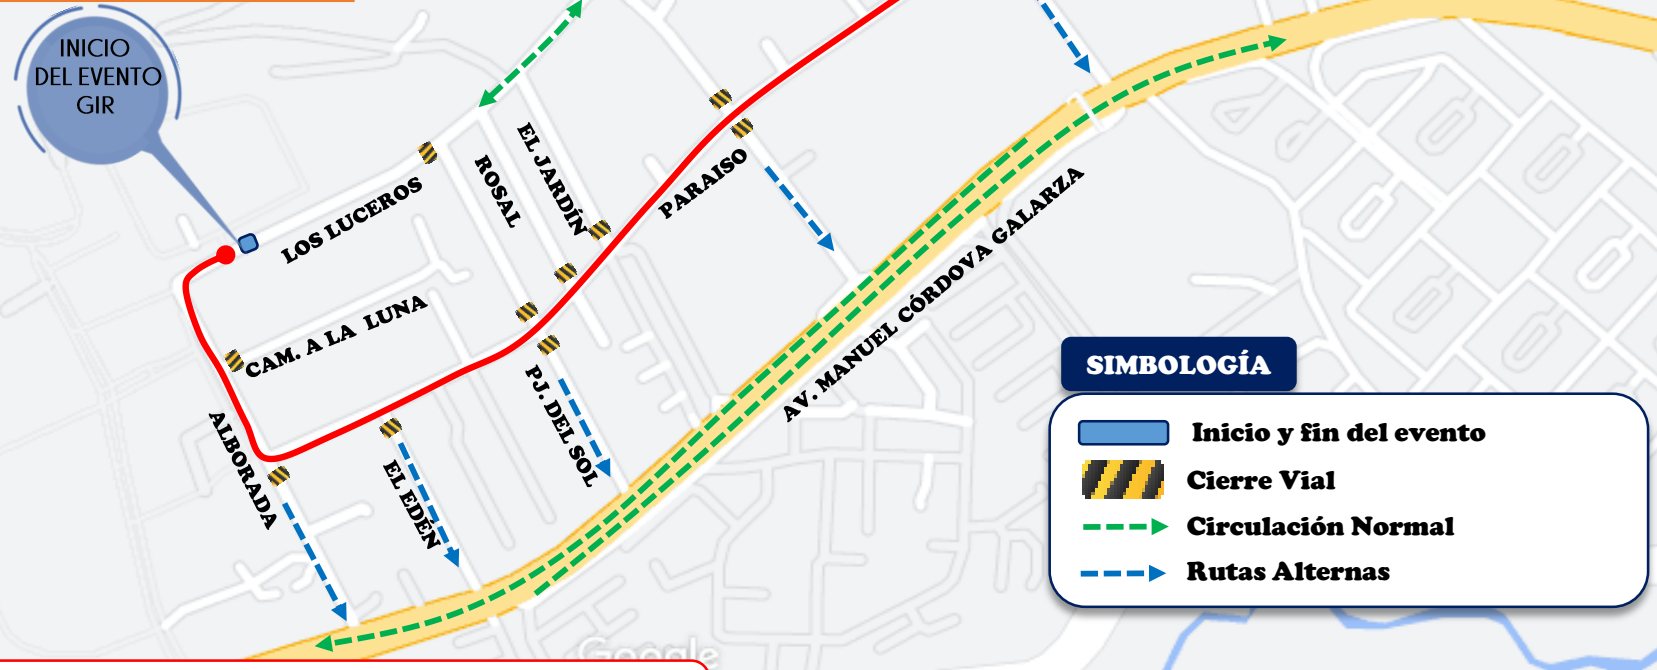 INICIO
DEL EVENTO
GIR
LOS LUCEROS
ROSAL
EL JARDÍN
PARAISO
CAM. A LA LUNA
ALBORADA
EL EDÉN
PJ. DEL SOL
AV. MANUEL CÓRDOVA GALARZA
SIMBOLOGÍA
Inicio y fin del evento
Cierre Vial
Circulación Normal
Rutas Alternas
Google